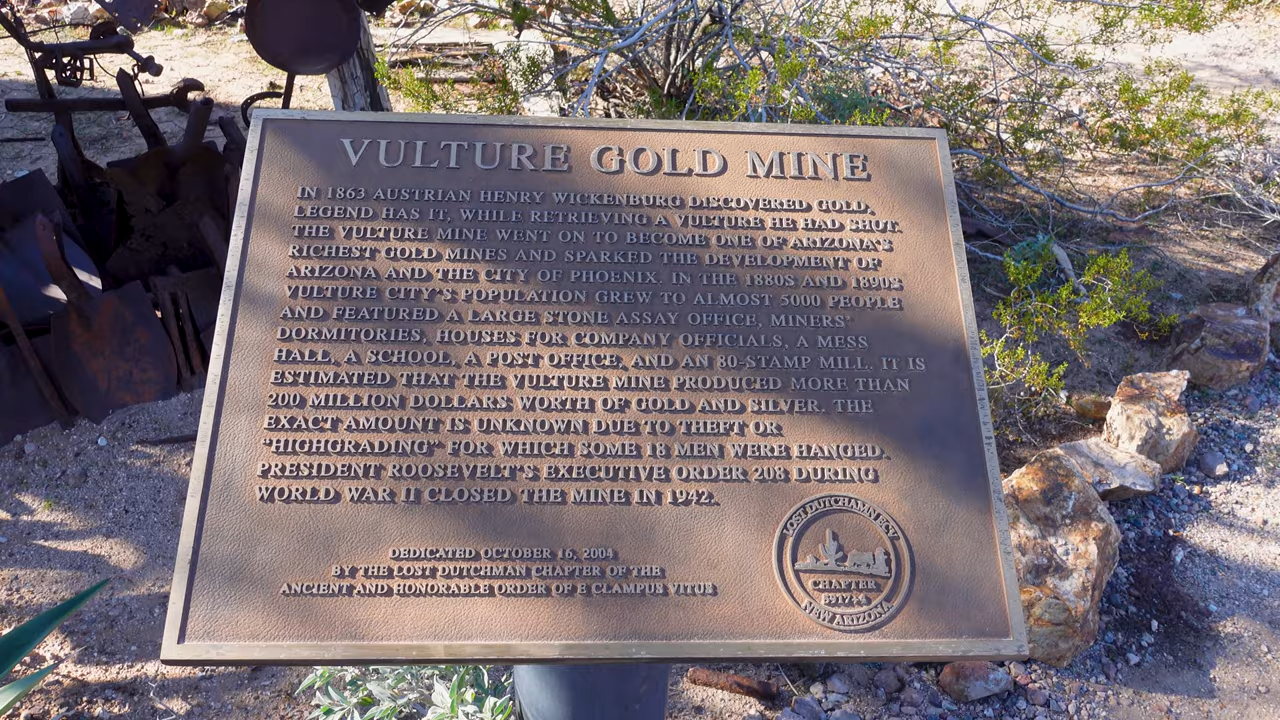 VULTURE GOLD MINE
IN 1863 AUSTRIAN HENRY WICKENBURG DISCOVERED GOLD,
LEGEND HAS IT, WHILE RETRIEVING A VULTURE HE HAD SHOT.
THE VULTURE MINE WENT ON TO BECOME ONE OF ARIZONA'S
RICHEST GOLD MINES AND SPARKED THE DEVELOPMENT OF
ARIZONA AND THE CITY OF PHOENIX. IN THE 1880S AND 1890S
VULTURE CITY'S POPULATION GREW TO ALMOST 5000 PEOPLE
AND FEATURED A LARGE STONE ASSAY OFFICE, MINERS'
DORMITORIES, HOUSES FOR COMPANY OFFICIALS, A MESS
HALL, A SCHOOL, A POST OFFICE, AND AN 80-STAMP MILL. IT IS
ESTIMATED THAT THE VULTURE MINE PRODUCED MORE THAN
200 MILLION DOLLARS WORTH OF GOLD AND SILVER. THE
EXACT AMOUNT IS UNKNOWN DUE TO THEFT OR
"HIGHGRADING" FOR WHICH SOME 18 MEN WERE HANGED.
PRESIDENT ROOSEVELT'S EXECUTIVE ORDER 208 DURING
WORLD WAR II CLOSED THE MINE IN 1942.
DEDICATED OCTOBER 16, 2004
BY THE LOST DUTCHMAN CHAPTER OF THE
ANCIENT AND HONORABLE ORDER OF E CLAMPUS VITUS
LOST DUTCHAMN ECV
CHAPTER
NEW ARIZONA